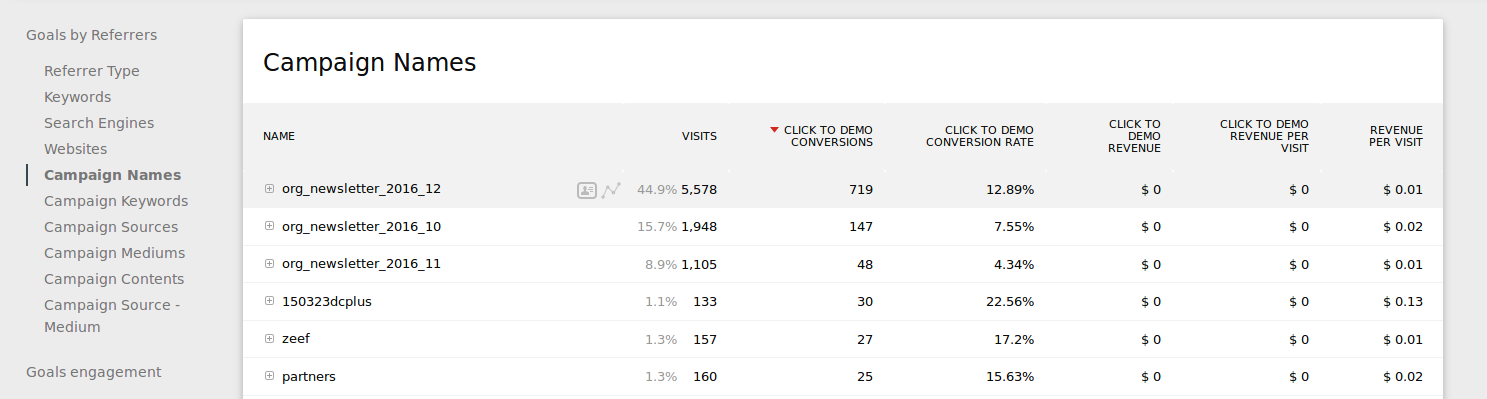 Goals by Referrers
Referrer Type
Keywords
Search Engines
Websites
Campaign Names
Campaign Keywords
Campaign Sources
Campaign Mediums
Campaign Contents
Campaign Source -
Medium
Goals engagement
Campaign Names
NAME VISITS CLICK TO DEMO CONVERSIONS CLICK TO DEMO CONVERSION RATE CLICK TO DEMO REVENUE CLICK TO DEMO REVENUE PER VISIT REVENUE PER VISIT
org_newsletter_2016_12 44.9% 5,578 719 12.89% $ 0 $ 0 $ 0.01
org_newsletter_2016_10 15.7% 1,948 147 7.55% $ 0 $ 0 $ 0.02
org_newsletter_2016_11 8.9% 1,105 48 4.34% $ 0 $ 0 $ 0.01
150323dcplus 1.1% 133 30 22.56% $ 0 $ 0 $ 0.13
zeef 1.3% 157 27 17.2% $ 0 $ 0 $ 0.01
partners 1.3% 160 25 15.63% $ 0 $ 0 $ 0.02